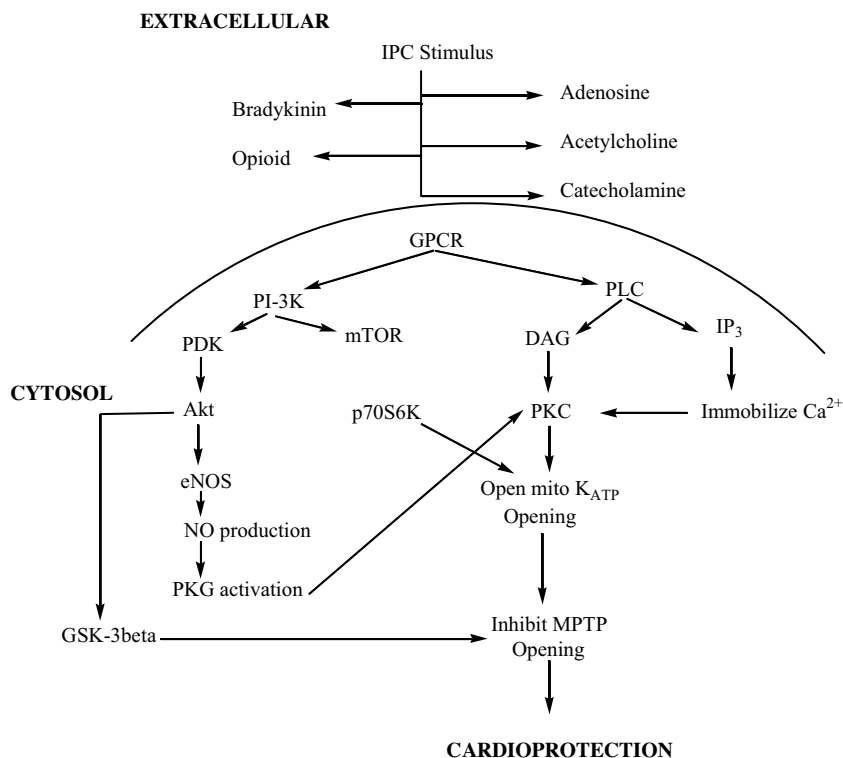 EXTRACELLULAR
IPC Stimulus
Bradykinin
Adenosine
Opioid
Acetylcholine
Catecholamine
GPCR
PI-3K
PLC
PDK
mTOR
DAG
IP3
CYTOSOL
Akt
p70S6K
PKC
Immobilize Ca2+
eNOS
Open mito KATP
Opening
NO production
PKG activation
GSK-3beta
Inhibit MPTP
Opening
CARDIOPROTECTION